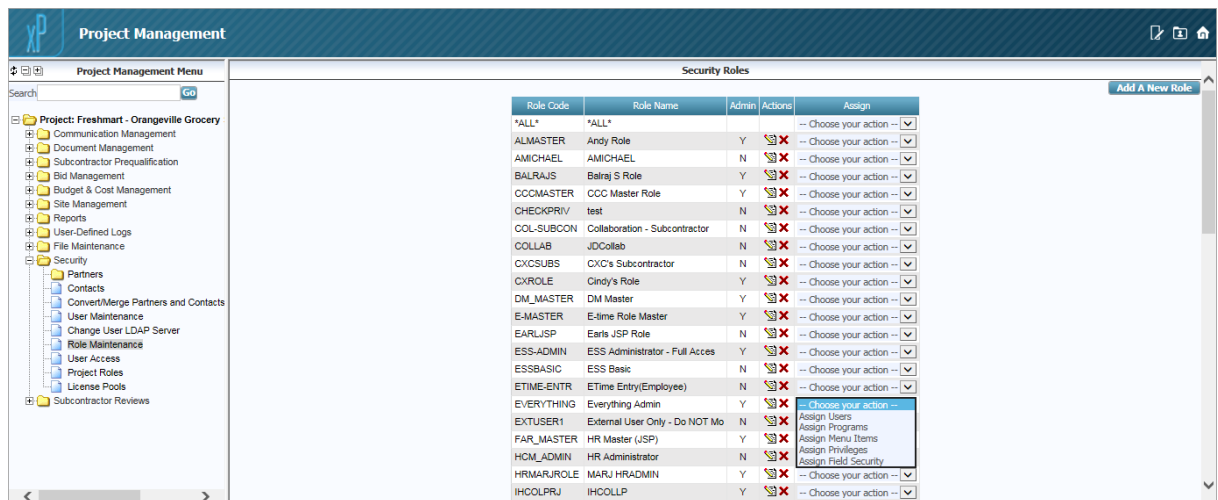 xP Project Management
Project Management Menu
Search Go
Project: Freshmart - Orangeville Grocery
Communication Management
Document Management
Subcontractor Prequalification
Bid Management
Budget & Cost Management
Site Management
Reports
User-Defined Logs
File Maintenance
Security
Partners
Contacts
Convert/Merge Partners and Contacts
User Maintenance
Change User LDAP Server
Role Maintenance
User Access
Project Roles
License Pools
Subcontractor Reviews
Security Roles
Add A New Role
Role Code Role Name Admin Actions Assign
*ALL* *ALL* -- Choose your action --
ALMASTER Andy Role Y -- Choose your action --
AMICHAEL AMICHAEL N -- Choose your action --
BALRAJS Balraj S Role Y -- Choose your action --
CCCMASTER CCC Master Role Y -- Choose your action --
CHECKPRIV test N -- Choose your action --
COL-SUBCON Collaboration - Subcontractor N -- Choose your action --
COLLAB JDCollab N -- Choose your action --
CXCSUBS CXC's Subcontractor N -- Choose your action --
CXROLE Cindy's Role Y -- Choose your action --
DM_MASTER DM Master Y -- Choose your action --
E-MASTER E-time Role Master Y -- Choose your action --
EARLJSP Earls JSP Role N -- Choose your action --
ESS-ADMIN ESS Administrator - Full Acces Y -- Choose your action --
ESSBASIC ESS Basic N -- Choose your action --
ETIME-ENTR ETime Entry(Employee) N -- Choose your action --
EVERYTHING Everything Admin Y -- Choose your action --
EXTUSER1 External User Only - Do NOT Mo N
FAR_MASTER HR Master (JSP) Y
HCM_ADMIN HR Administrator N
Assign Users
Assign Programs
Assign Menu Items
Assign Privileges
Assign Field Security
HRMARJROLE MARJ HRADMIN Y -- Choose your action --
IHCOLPRJ IHCOLLP Y -- Choose your action --